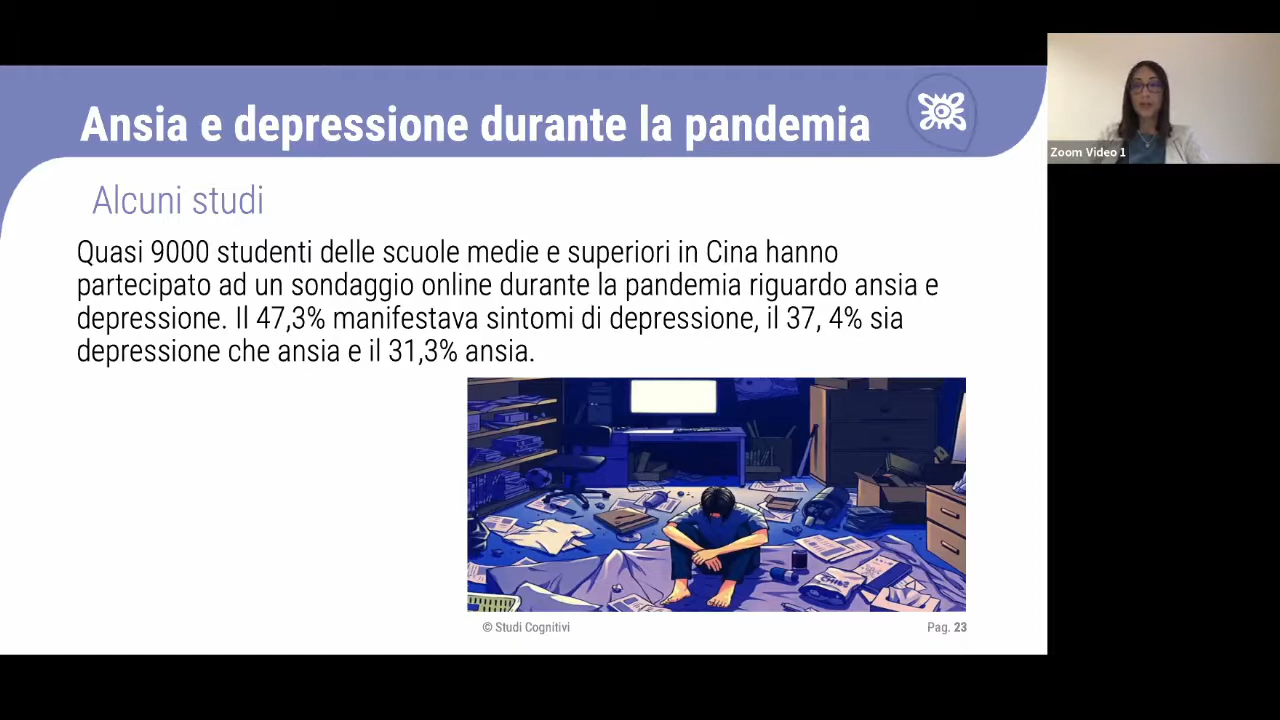 Ansia e depressione durante la pandemia
Zoom Video 1
Alcuni studi
Quasi 9000 studenti delle scuole medie e superiori in Cina hanno
partecipato ad un sondaggio online durante la pandemia riguardo ansia e
depressione. Il 47,3% manifestava sintomi di depressione, il 37, 4% sia
depressione che ansia e il 31,3% ansia.
© Studi Cognitivi
Pag. 23